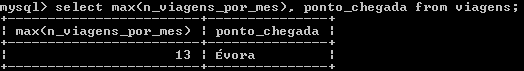 mysql> select max(n_viagens_por_mes), ponto_chegada from viagens;
+------------------------+---------------+
| max(n_viagens_por_mes) | ponto_chegada |
+------------------------+---------------+
| 13 | Évora |
+------------------------+---------------+